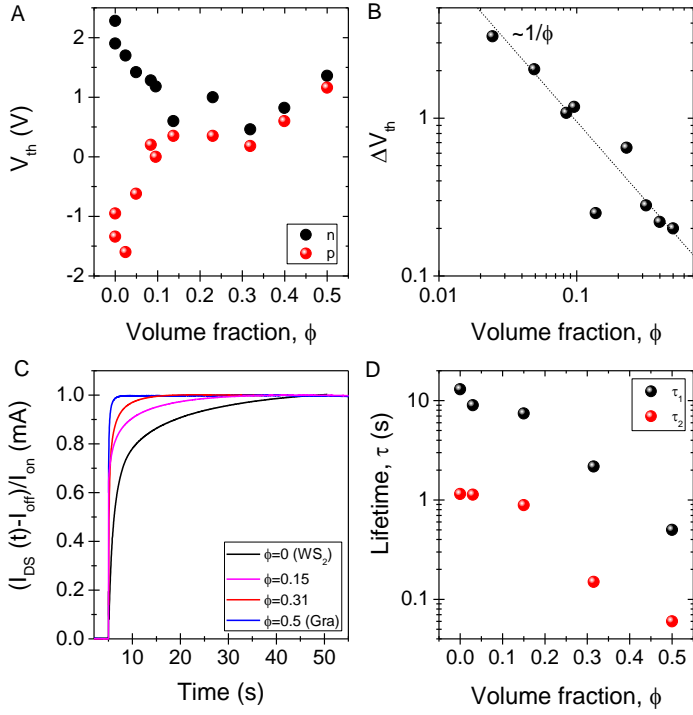 A
2
1
0
-1
-2
V_th (V)
n
p
0.0 0.1 0.2 0.3 0.4 0.5
Volume fraction, ϕ
B
~1/ϕ
1
0.1
ΔV_th
0.01 0.1
Volume fraction, ϕ
C
1.0
0.8
0.6
0.4
0.2
0.0
(I_DS (t)-I_off)/I_on (mA)
ϕ=0 (WS_2)
ϕ=0.15
ϕ=0.31
ϕ=0.5 (Gra)
10 20 30 40 50
Time (s)
D
τ_1
τ_2
10
1
0.1
Lifetime, τ (s)
0.0 0.1 0.2 0.3 0.4 0.5
Volume fraction, ϕ